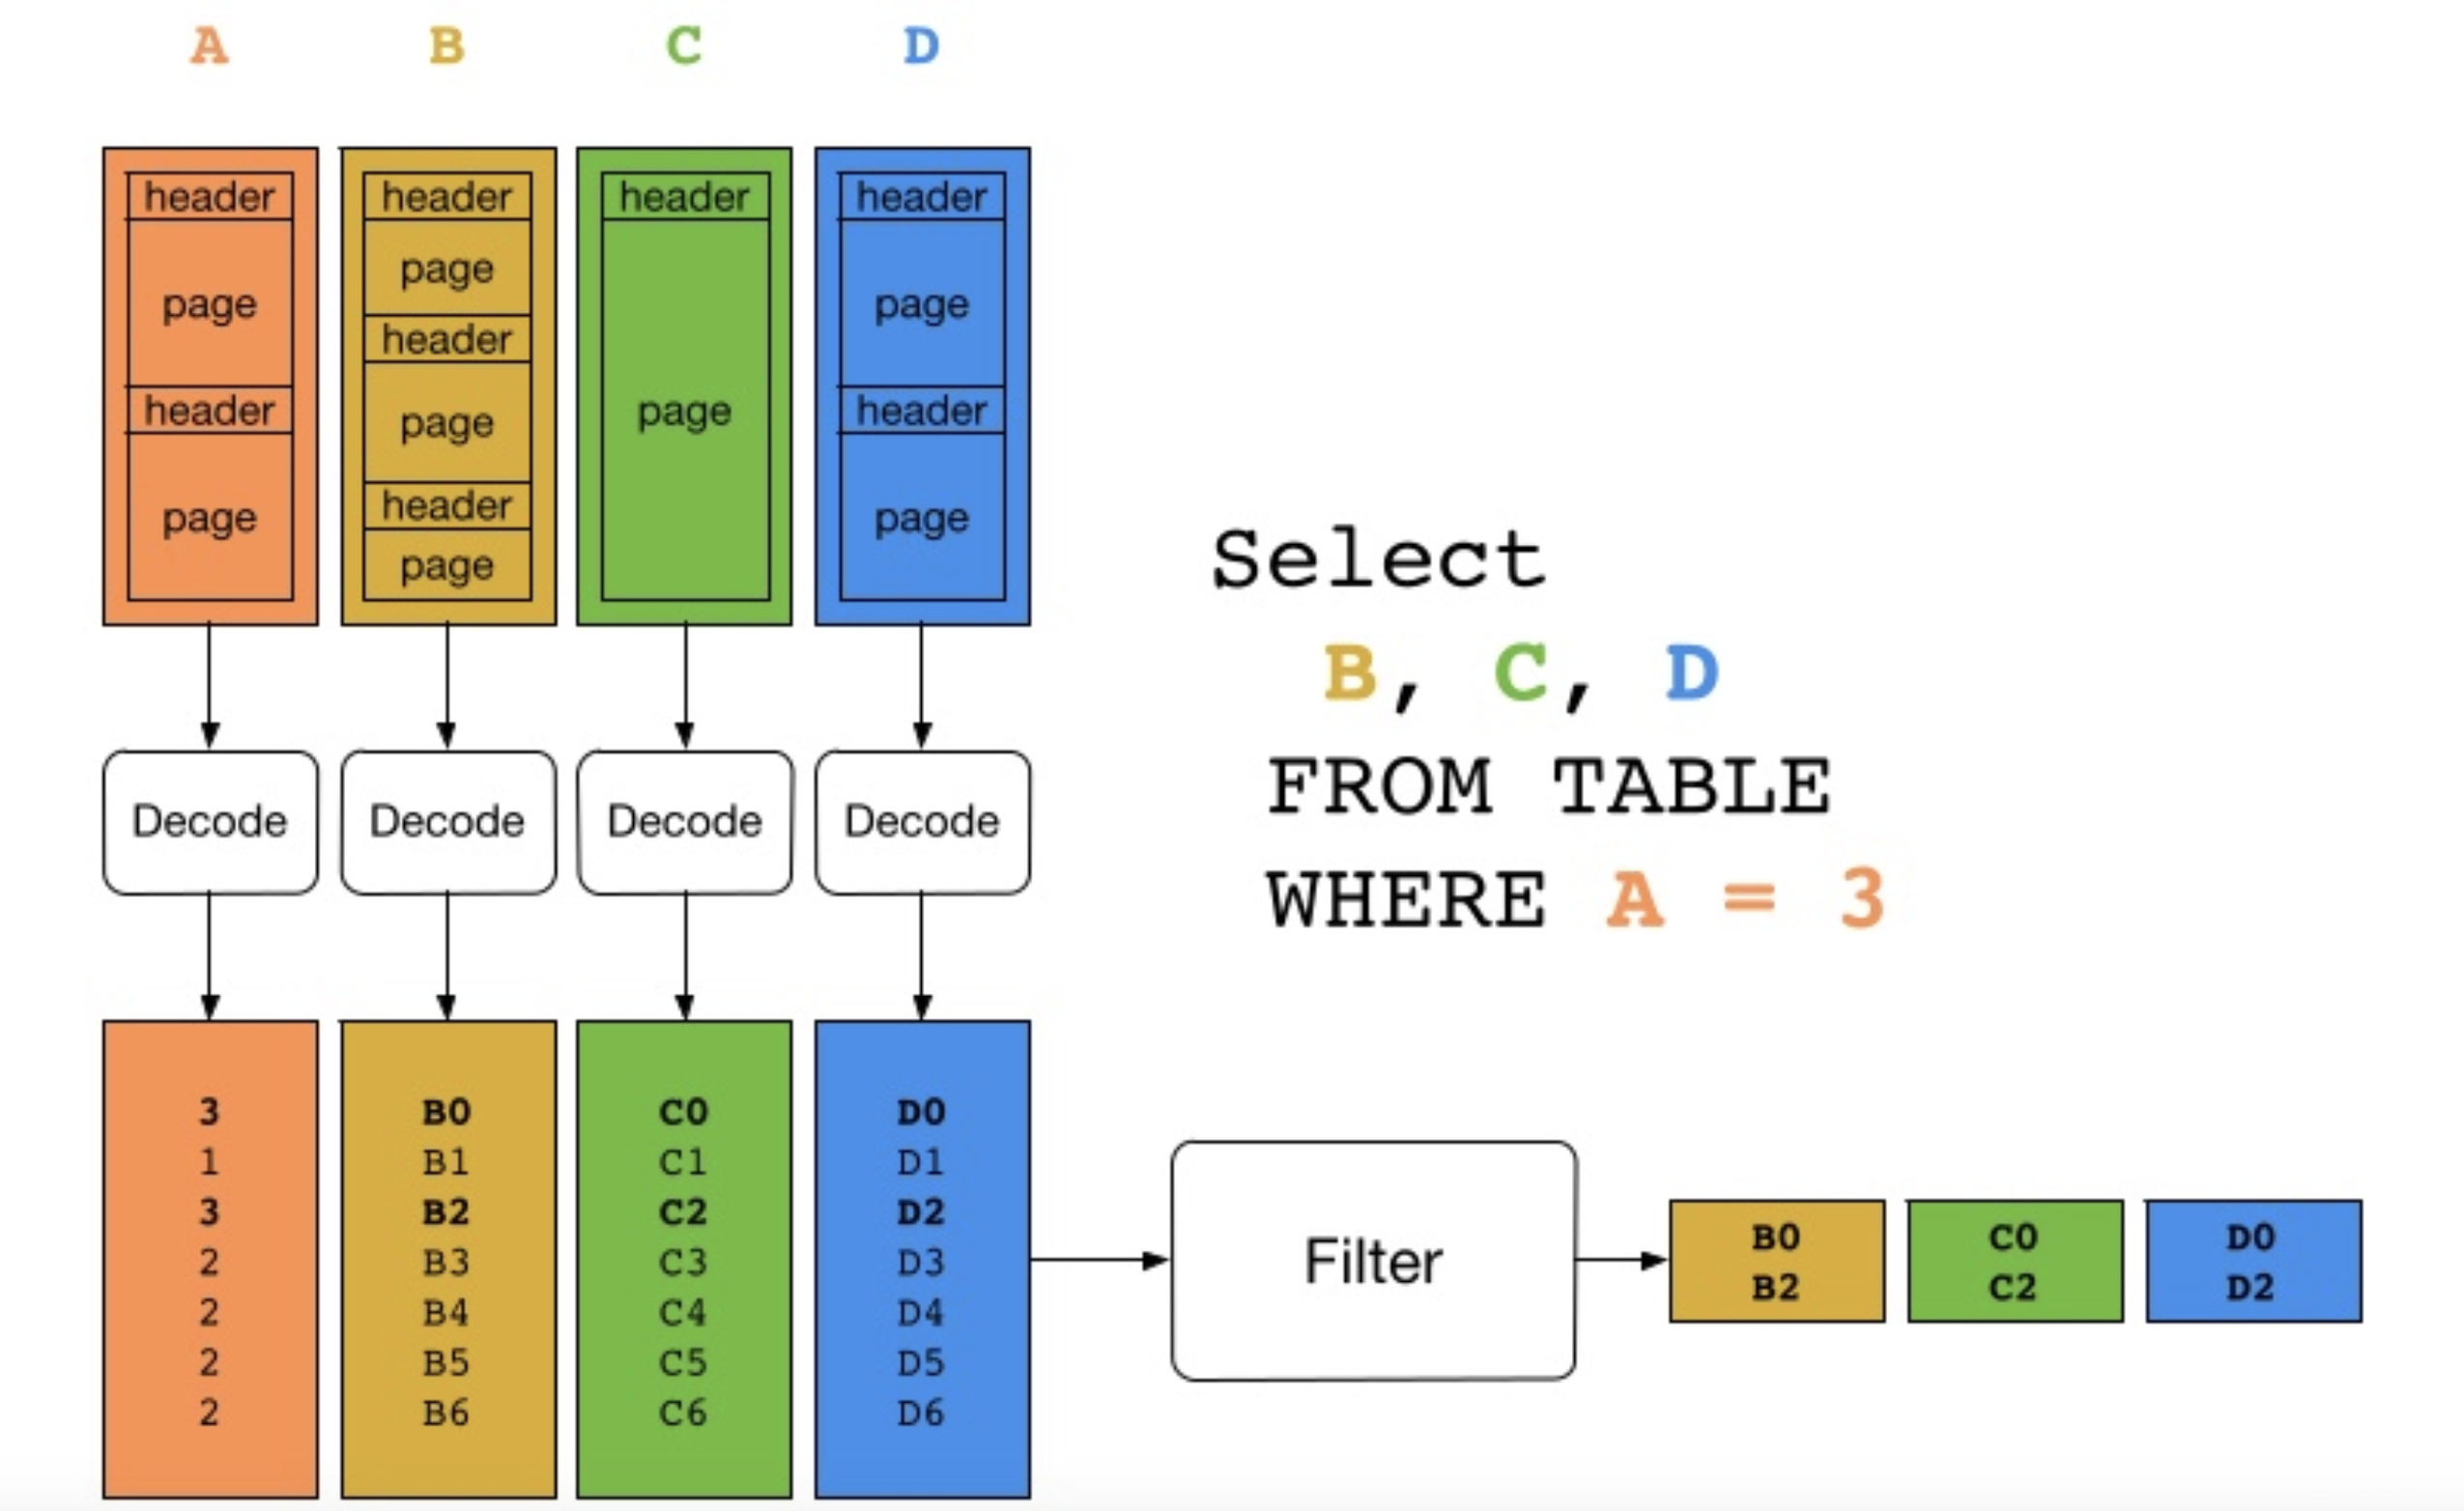 A B C D
header header header header
page page page page
header
header header
page
page page
header
page
Decode Decode Decode Decode
Select
B, C, D
FROM TABLE
WHERE A = 3
3 B0 C0 D0
1 B1 C1 D1
3 B2 C2 D2
2 B3 C3 D3
2 B4 C4 D4
2 B5 C5 D5
2 B6 C6 D6
Filter
B0 C0 D0
B2 C2 D2